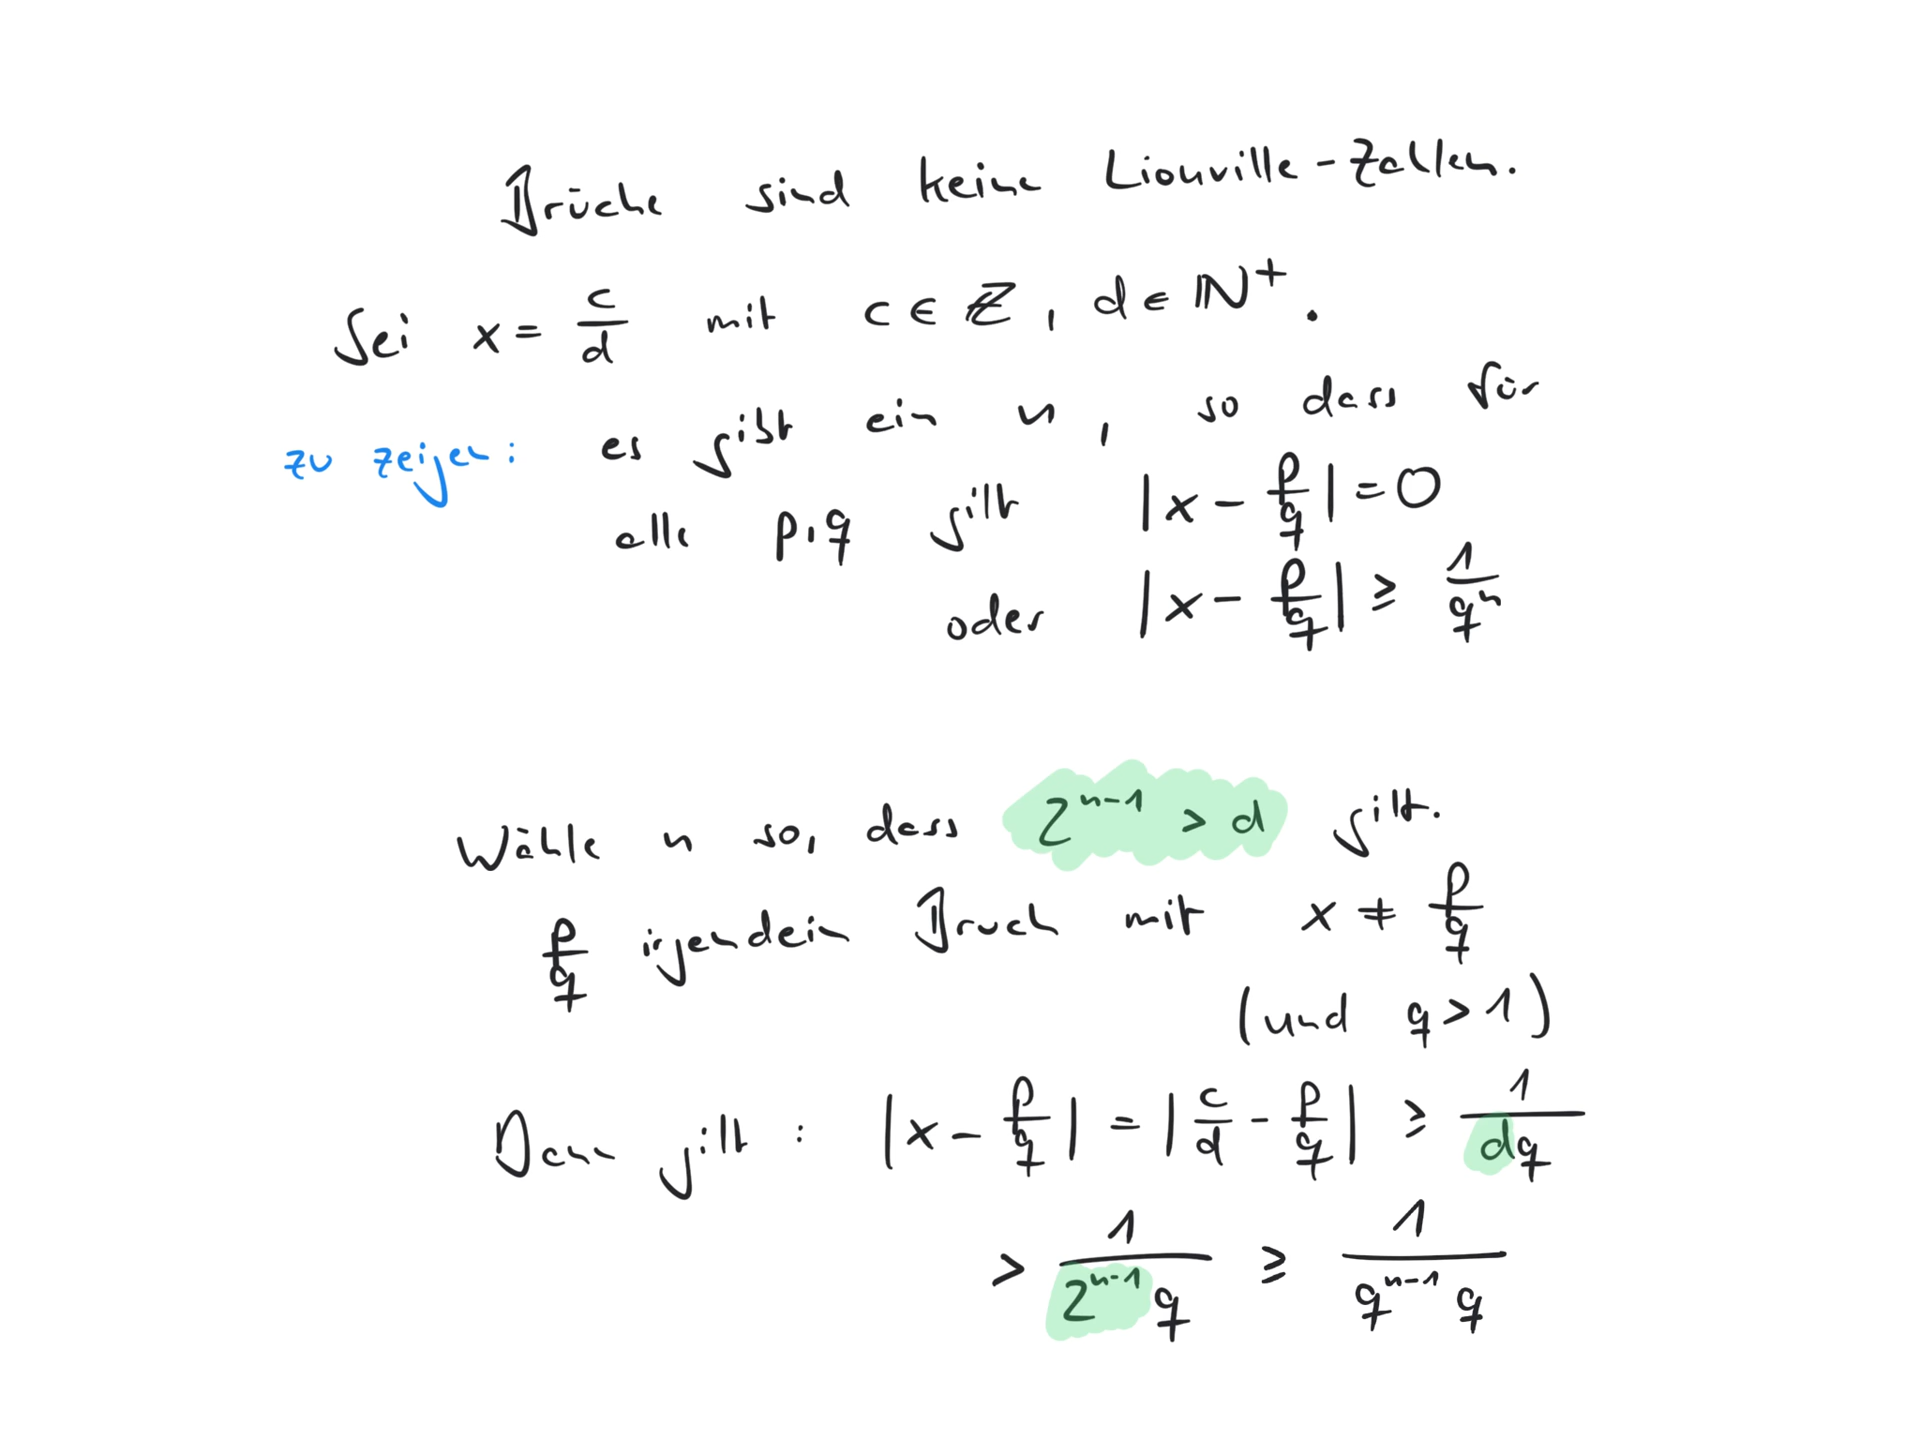 Brüche sind keine Liouville-Zahlen.
Sei x = c/d mit c ∈ ℤ, d ∈ ℕ⁺.
zu zeigen: es gibt ein n, so dass für
alle p,q gilt |x - p/q| = 0
oder |x - p/q| ≥ 1/qⁿ
Wähle n so, dass 2ⁿ⁻¹ > d gilt.
p/q irgendein Bruch mit x ≠ p/q
(und q > 1)
Dann gilt: |x - p/q| = |c/d - p/q| ≥ 1/dq
> 1/2ⁿ⁻¹q ≥ 1/qⁿ⁻¹q